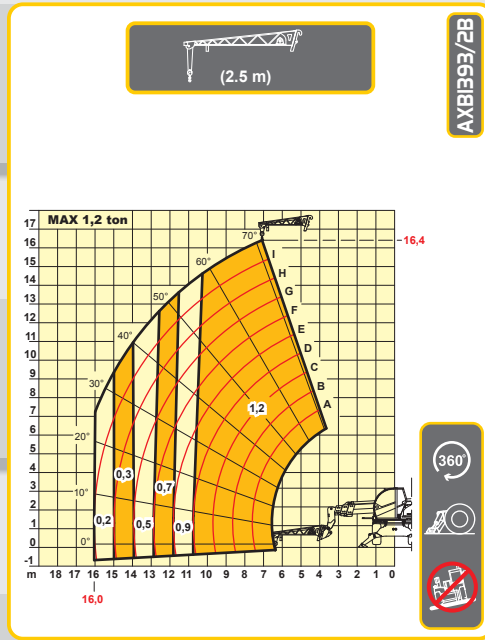 (2.5 m)
AXB1393/2B
MAX 1,2 ton
17
16
15
14
13
12
11
10
9
8
7
6
5
4
3
2
1
0
-1
m 18 17 16 15 14 13 12 11 10 9 8 7 6 5 4 3 2 1 0
16,0
16,4
70°
60°
50°
40°
30°
20°
10°
0°
I
H
G
F
E
D
C
B
A
1,2
0,3
0,7
0,2
0,5
0,9
360°